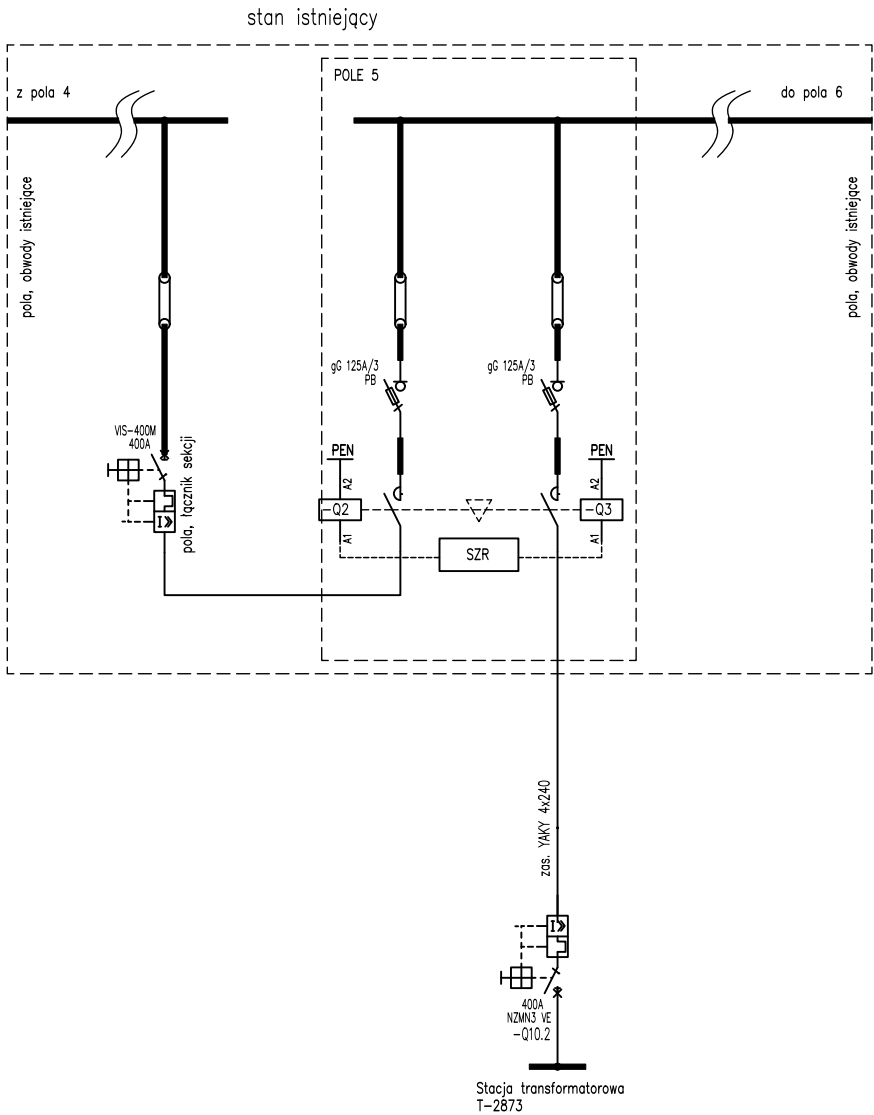 stan istniejący
z pola 4
POLE 5
do pola 6
pola, obwody istniejące
pola, obwody istniejące
gG 125A/3
PB
gG 125A/3
PB
VIS-400M
400A
pola, łącznik sekcji
PEN
PEN
A2
A2
-Q2
-Q3
A1
A1
SZR
I>>
zas. YAKY 4x240
I>>
400A
NZMN3 VE
-Q10.2
Stacja transformatorowa
T-2873